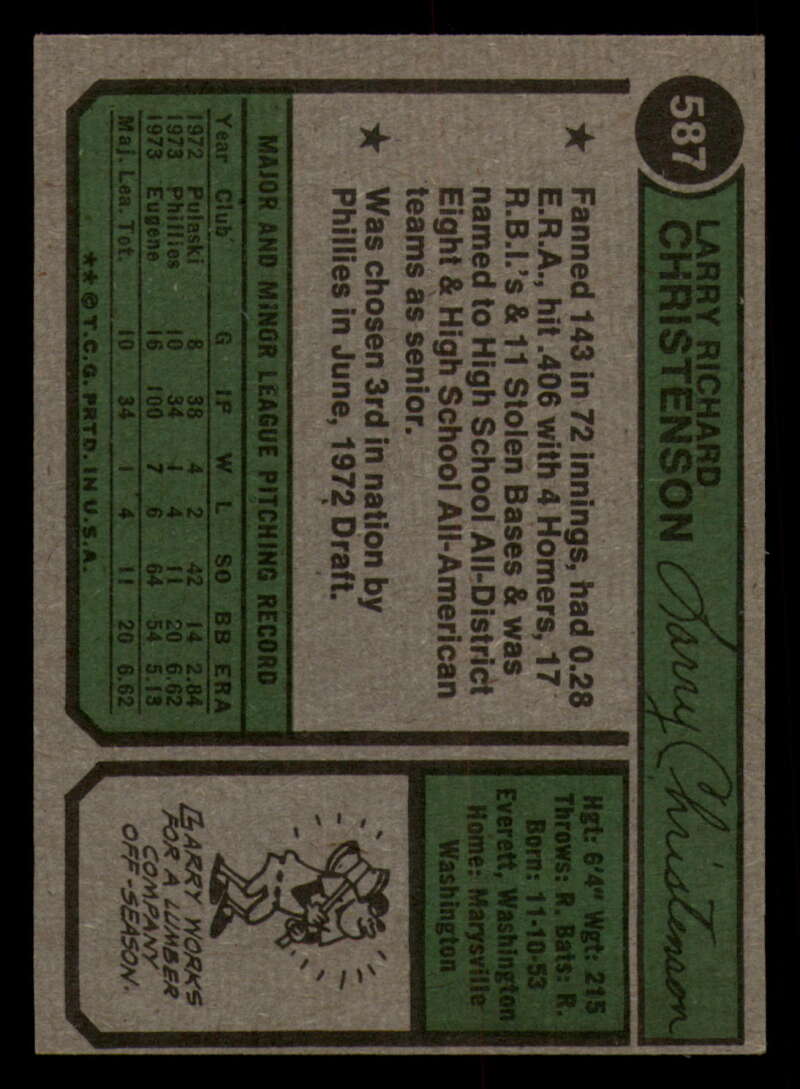 587
LARRY RICHARD
CHRISTENSON
Larry Christenson
★ Fanned 143 in 72 innings, had 0.28
E.R.A., hit .406 with 4 Homers, 17
R.B.I.'s & 11 Stolen Bases & was
named to High School All-District
Eight & High School All-American
teams as senior.
★ Was chosen 3rd in nation by
Phillies in June, 1972 Draft.
MAJOR AND MINOR LEAGUE PITCHING RECORD
Year Club G IP W L SO BB ERA
1972 Pulaski 8 38 4 2 42 14 2.84
1973 Phillies 10 34 1 4 11 20 6.62
1973 Eugene 16 100 7 6 64 54 5.13
Maj. Lea. Tot. 10 34 1 4 11 20 6.62
**©T.C.G. PRTD. IN U.S.A.
Hgt: 6'4" Wgt: 215
Throws: R. Bats: R.
Born: 11-10-53
Everett, Washington
Home: Marysville
Washington
LARRY WORKS
FOR A LUMBER
COMPANY
OFF-SEASON.